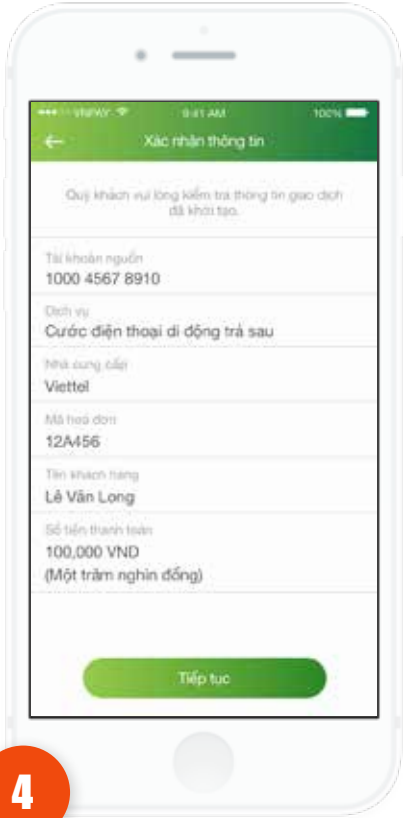 VNPAY 9:41 AM 100%
Xác nhận thông tin
Quý khách vui lòng kiểm tra thông tin giao dịch
đã khởi tạo.
Tài khoản nguồn
1000 4567 8910
Dịch vụ
Cước điện thoại di động trả sau
Nhà cung cấp
Viettel
Mã hoá đơn
12A456
Tên khách hàng
Lê Văn Long
Số tiền thanh toán
100,000 VND
(Một trăm nghìn đồng)
Tiếp tục
4